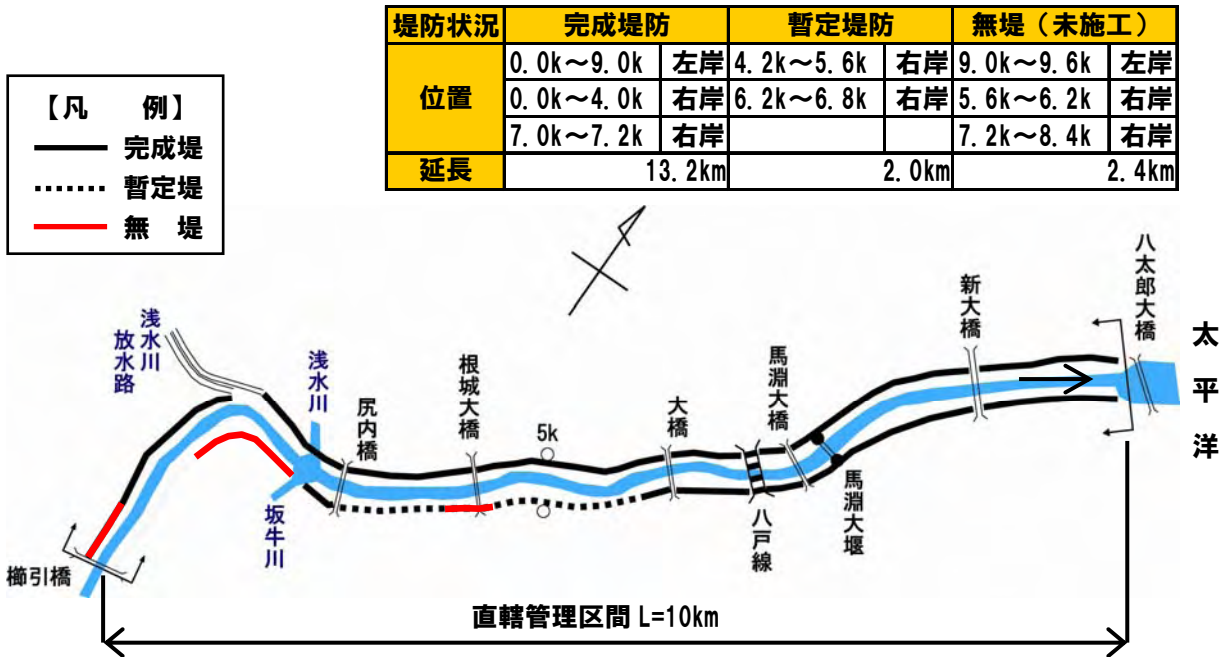 堤防状況 完成堤防 暫定堤防 無堤（未施工）
位置 0.0k～9.0k 左岸 4.2k～5.6k 右岸 9.0k～9.6k 左岸
0.0k～4.0k 右岸 6.2k～6.8k 右岸 5.6k～6.2k 右岸
7.0k～7.2k 右岸 7.2k～8.4k 右岸
延長 13.2km 2.0km 2.4km
【凡　例】
完成堤
暫定堤
無　堤
浅水川
放水路
浅水川
尻内橋
根城大橋
5k
大橋
馬淵大橋
新大橋
八太郎大橋
太平洋
馬淵大堰
八戸線
坂牛川
櫛引橋
直轄管理区間 L=10km